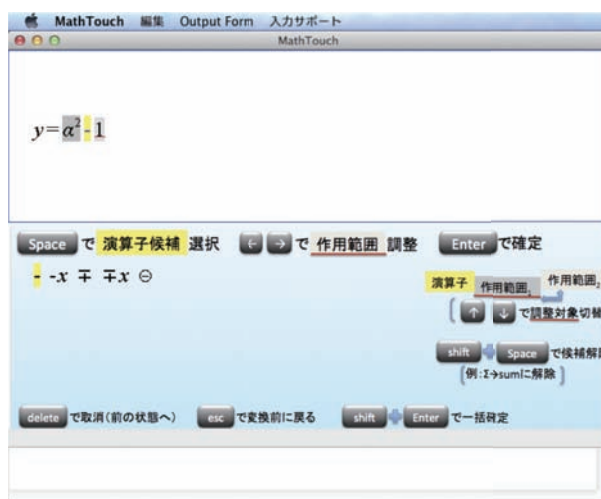 MathTouch 編集 Output Form 入力サポート
MathTouch
y=α²-1
Space で 演算子候補 選択 ← → で 作用範囲 調整 Enter で確定
- -x ∓ ∓x ⊖
演算子 作用範囲₁ 作用範囲₂
↑ ↓ で調整対象切替
shift Space で候補解
(例:Σ→sumに解除)
delete で取消(前の状態へ) esc で変換前に戻る shift Enter で一括確定